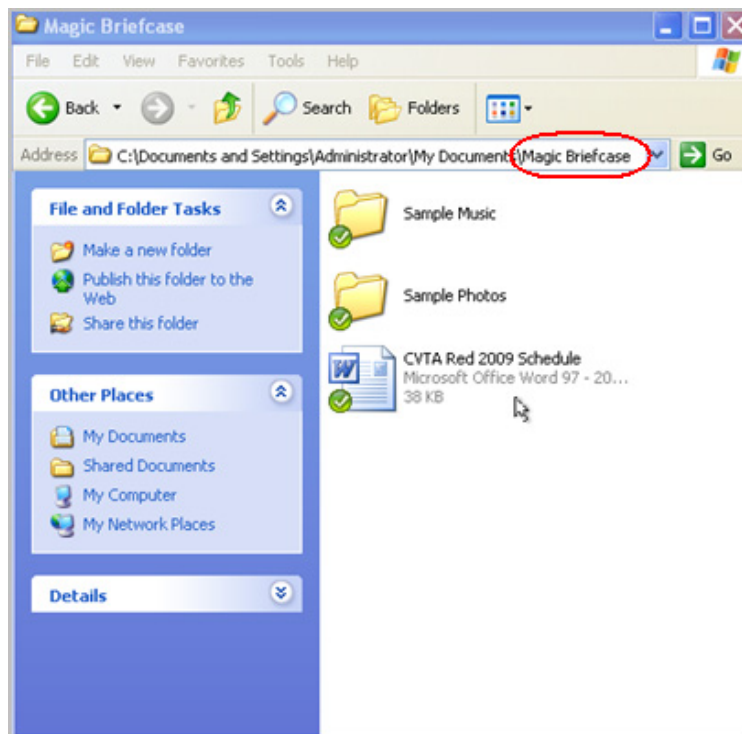 Magic Briefcase
File Edit View Favorites Tools Help
Back Search Folders
Address C:\Documents and Settings\Administrator\My Documents\Magic Briefcase Go
File and Folder Tasks
Make a new folder
Publish this folder to the
Web
Share this folder
Other Places
My Documents
Shared Documents
My Computer
My Network Places
Details
Sample Music
Sample Photos
CVTA Red 2009 Schedule
Microsoft Office Word 97 - 20...
38 KB